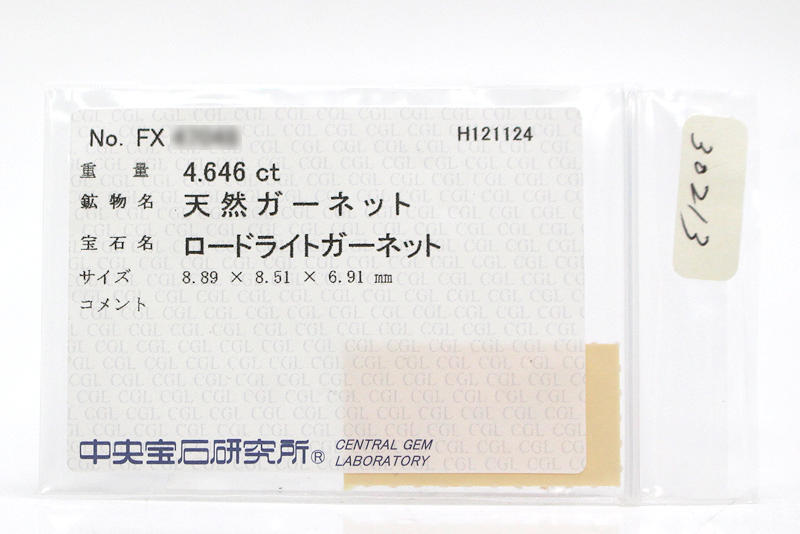 No. FX
H121124
重量 4.646 ct
鉱物名 天然ガーネット
宝石名 ロードライトガーネット
サイズ 8.89 × 8.51 × 6.91 mm
コメント
中央宝石研究所® CENTRAL GEM
LABORATORY
30213